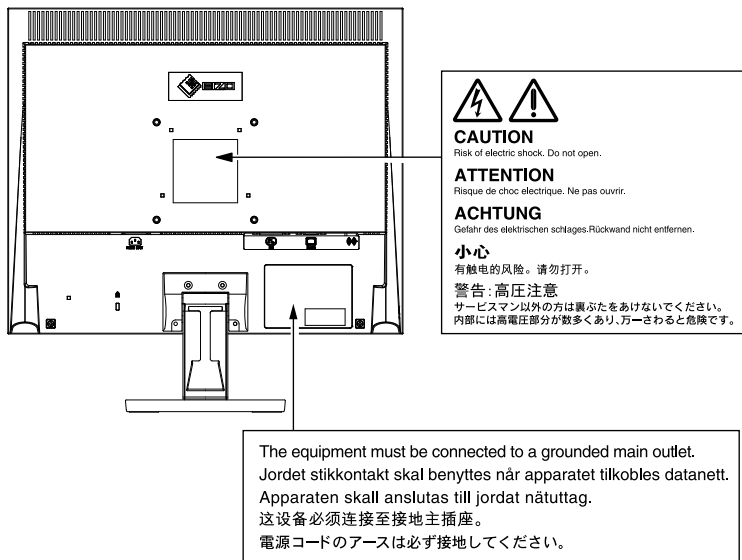 EIZO
CAUTION
Risk of electric shock. Do not open.
ATTENTION
Risque de choc electrique. Ne pas ouvrir.
ACHTUNG
Gefahr des elektrischen schlages.Rückwand nicht entfernen.
小心
有触电的风险。请勿打开。
警告:高圧注意
サービスマン以外の方は裏ぶたをあけないでください。
内部には高電圧部分が数多くあり、万一さわると危険です。
The equipment must be connected to a grounded main outlet.
Jordet stikkontakt skal benyttes når apparatet tilkobles datanett.
Apparaten skall anslutas till jordat nätuttag.
这设备必须连接至接地主插座。
電源コードのアースは必ず接地してください。